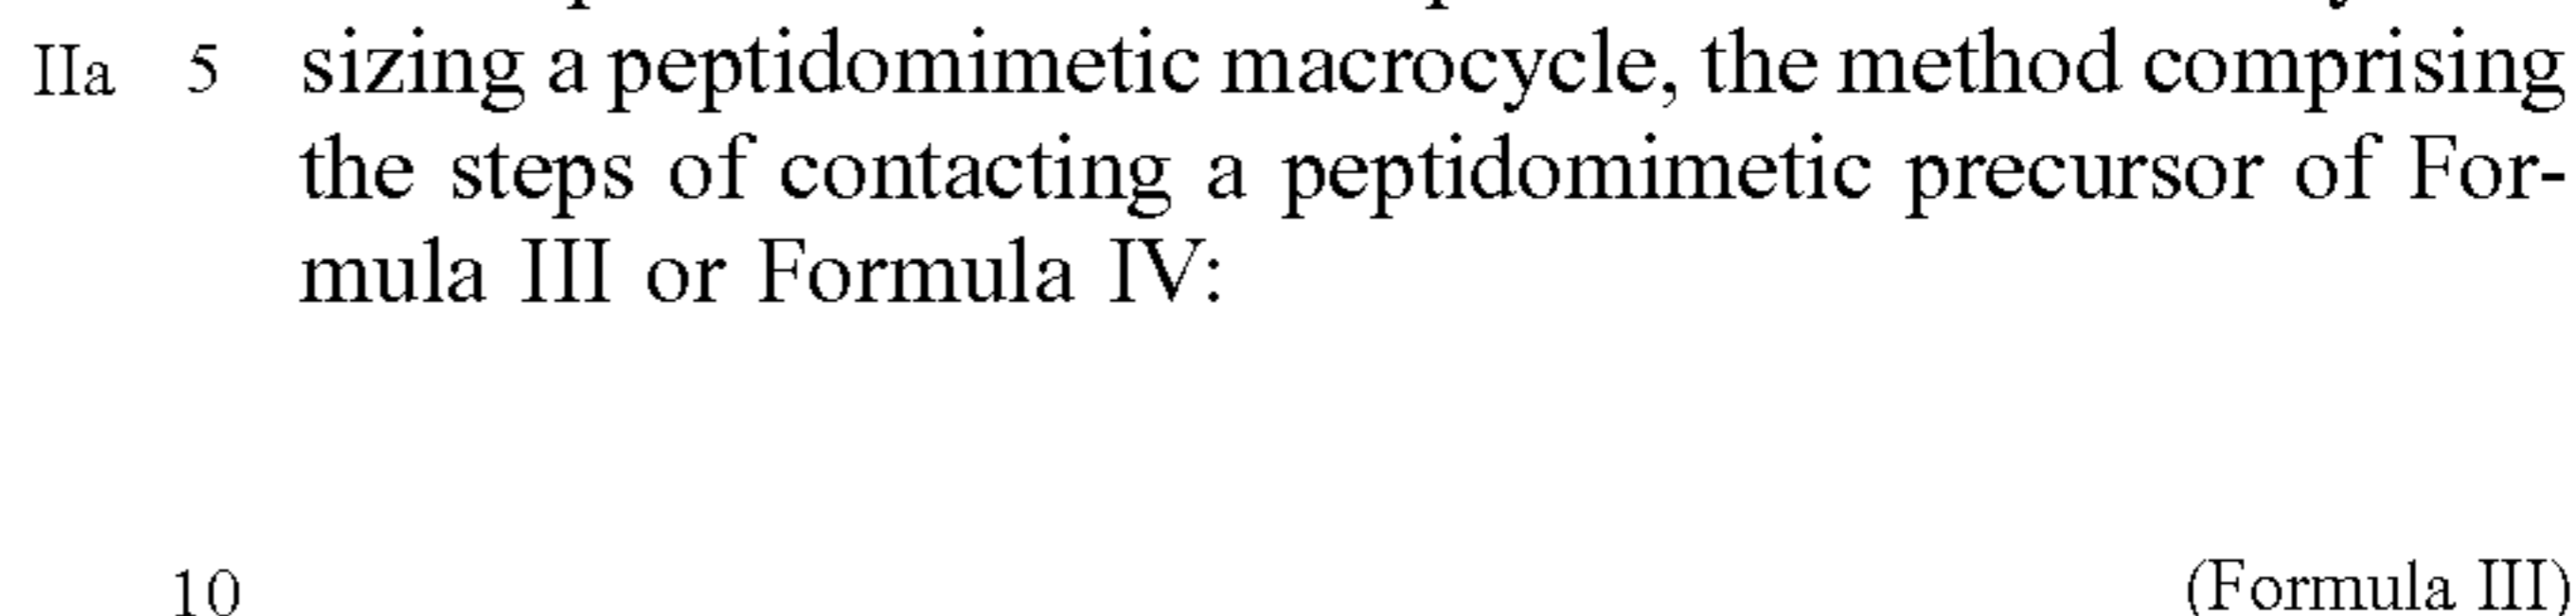 IIa 5 sizing a peptidomimetic macrocycle, the method comprising
the steps of contacting a peptidomimetic precursor of For-
mula III or Formula IV:
10 (Formula III)